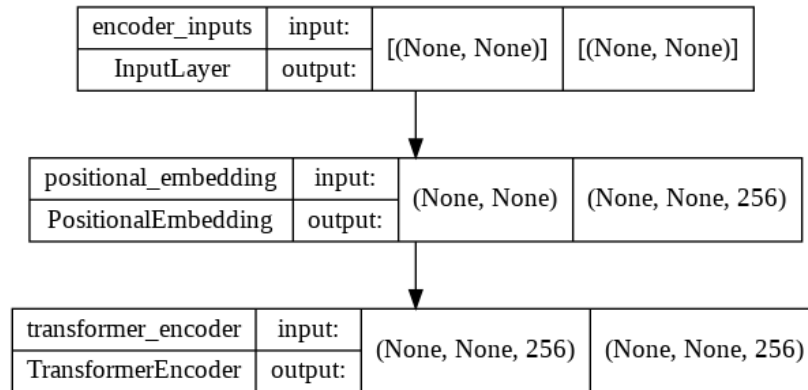 encoder_inputs input: [(None, None)] [(None, None)]
InputLayer output:
positional_embedding input: (None, None) (None, None, 256)
PositionalEmbedding output:
transformer_encoder input: (None, None, 256) (None, None, 256)
TransformerEncoder output: